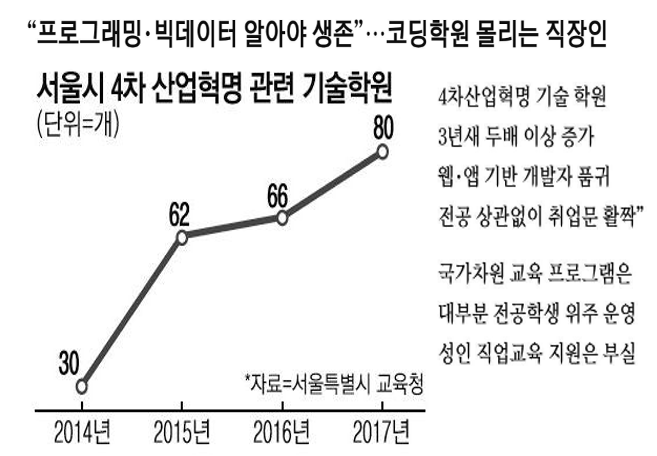 “프로그래밍·빅데이터 알아야 생존”…코딩학원 몰리는 직장인
서울시 4차 산업혁명 관련 기술학원
(단위=개)
30
62
66
80
*자료=서울특별시 교육청
2014년
2015년
2016년
2017년
4차산업혁명 기술 학원
3년새 두배 이상 증가
웹·앱 기반 개발자 품귀
전공 상관없이 취업문 활짝”
국가차원 교육 프로그램은
대부분 전공학생 위주 운영
성인 직업교육 지원은 부실